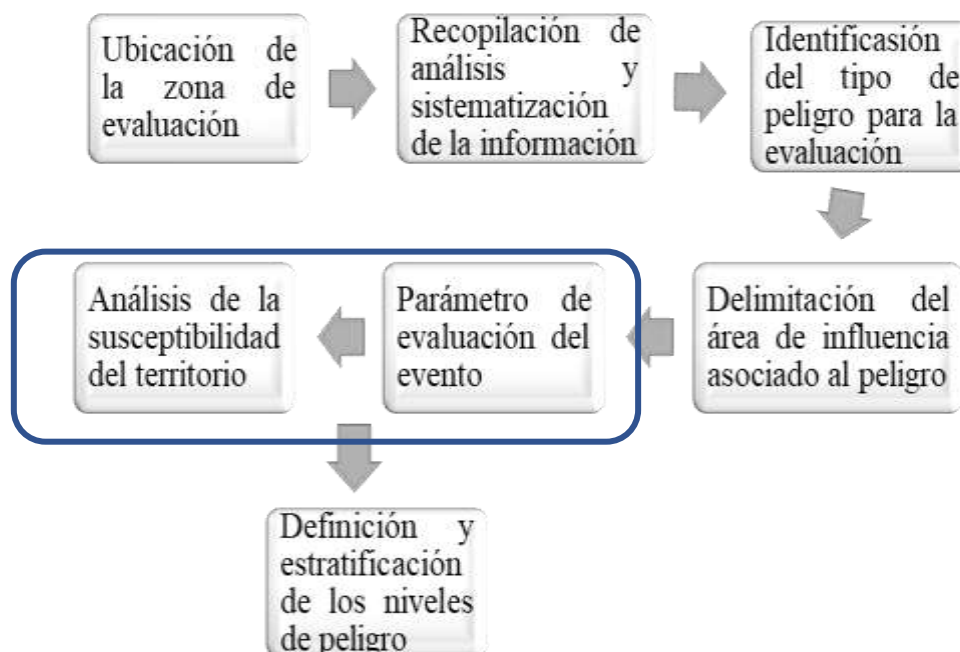 Ubicación de
la zona de
evaluación
Recopilación de
análisis y
sistematización
de la información
Identificasión
del tipo de
peligro para la
evaluación
Delimitación del
área de influencia
asociado al peligro
Parámetro de
evaluación del
evento
Análisis de la
susceptibilidad
del territorio
Definición y
estratificación
de los niveles
de peligro